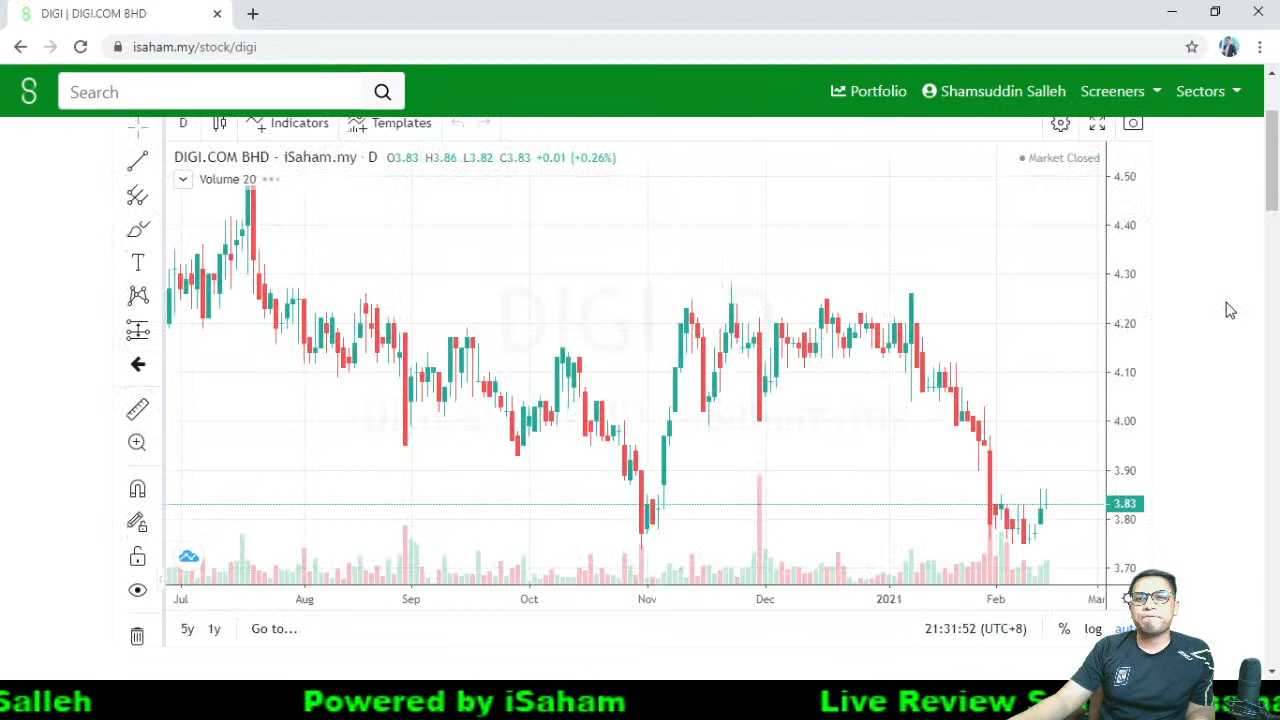 DIGI | DIGI.COM BHD
isaham.my/stock/digi
Search
Portfolio
Shamsuddin Salleh
Screeners
Sectors
D
Indicators
Templates
DIGI.COM BHD - iSaham.my · D O3.83 H3.86 L3.82 C3.83 +0.01 (+0.26%)
Market Closed
Volume 20
4.50
4.40
4.30
4.20
4.10
4.00
3.90
3.83
3.80
3.70
Jul Aug Sep Oct Nov Dec 2021 Feb Mar
5y 1y Go to... 21:31:52 (UTC+8) % log
Salleh Powered by iSaham Live Review